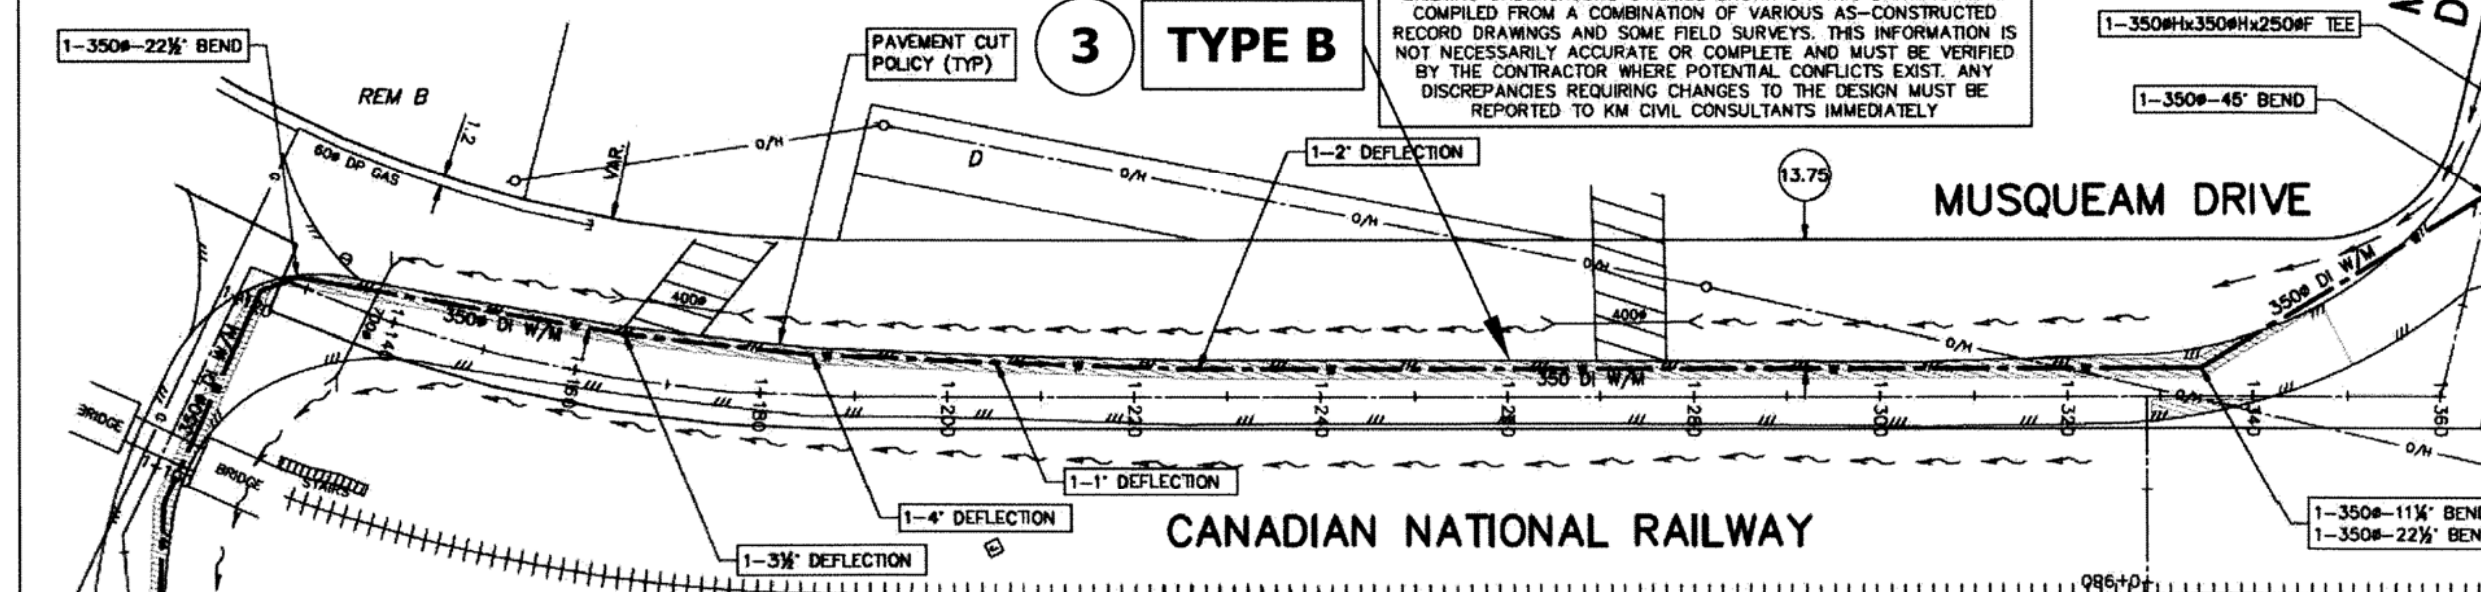 1-350ø-22½° BEND
REM B
1.2
60ø DP GAS
VAR.
PAVEMENT CUT
POLICY (TYP)
3
TYPE B
COMPILED FROM A COMBINATION OF VARIOUS AS-CONSTRUCTED
RECORD DRAWINGS AND SOME FIELD SURVEYS. THIS INFORMATION IS
NOT NECESSARILY ACCURATE OR COMPLETE AND MUST BE VERIFIED
BY THE CONTRACTOR WHERE POTENTIAL CONFLICTS EXIST. ANY
DISCREPANCIES REQUIRING CHANGES TO THE DESIGN MUST BE
REPORTED TO KM CIVIL CONSULTANTS IMMEDIATELY
1-350øHx350øHx250øF TEE
1-350ø-45° BEND
O/H
D
O/H
1-2° DEFLECTION
13.75
MUSQUEAM DRIVE
O/H
O/H
G
400ø
400ø
O/H
350ø DI W/M
350ø DI W/M
700ø
350 DI W/M
350ø DI W/M
1+140
1+160
1+180
1+200
1+220
1+240
1+260
1+280
1+300
1+320
1+340
1+360
O/H
O/H
BRIDGE
G
BRIDGE
STAIRS
1-1° DEFLECTION
1-4° DEFLECTION
1-3½° DEFLECTION
CANADIAN NATIONAL RAILWAY
1-350ø-11¼° BEND
1-350ø-22½° BEN
0+980